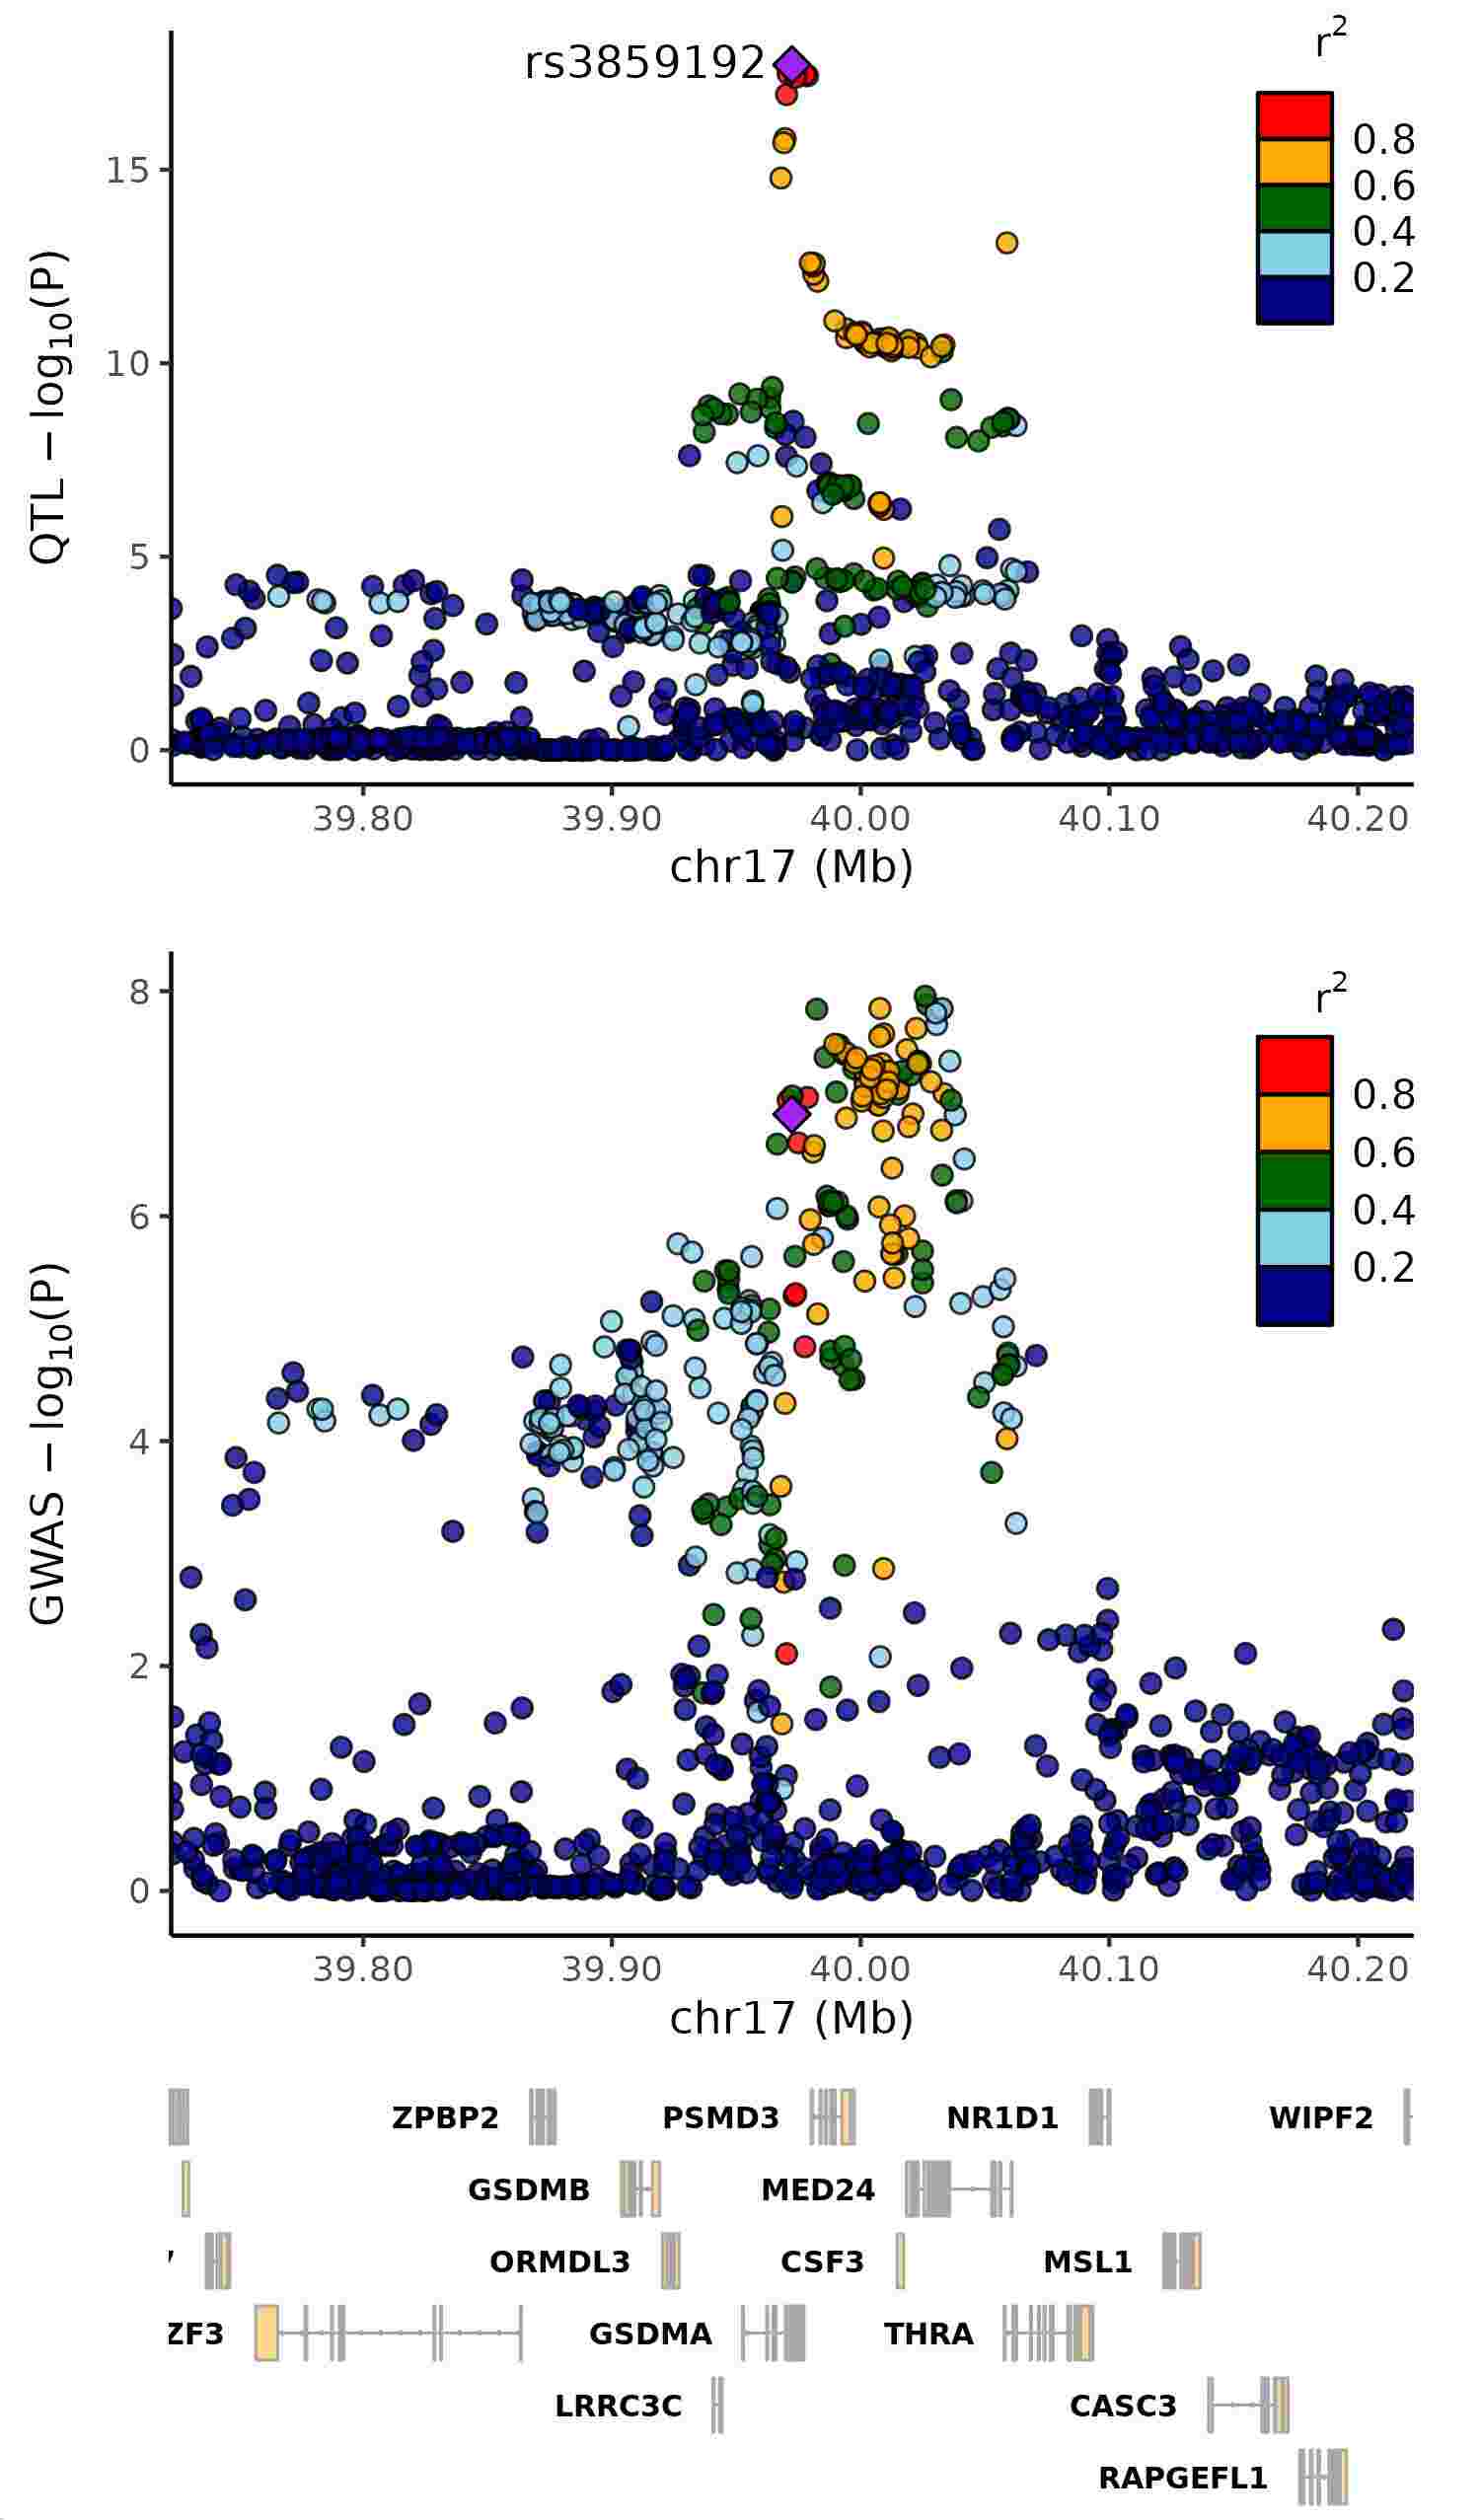 r2
rs3859192
0.8
0.6
0.4
0.2
15
10
5
0
QTL − log10(P)
39.80 39.90 40.00 40.10 40.20
chr17 (Mb)
r2
0.8
0.6
0.4
0.2
8
6
4
2
0
GWAS − log10(P)
39.80 39.90 40.00 40.10 40.20
chr17 (Mb)
ZPBP2 PSMD3 NR1D1 WIPF2
GSDMB MED24
ORMDL3 CSF3 MSL1
ZF3 GSDMA THRA
LRRC3C CASC3
RAPGEFL1